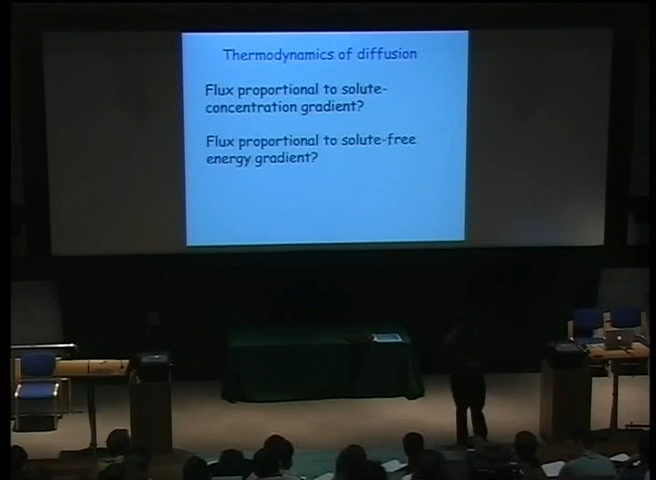 Thermodynamics of diffusion
Flux proportional to solute-
concentration gradient?
Flux proportional to solute-free
energy gradient?